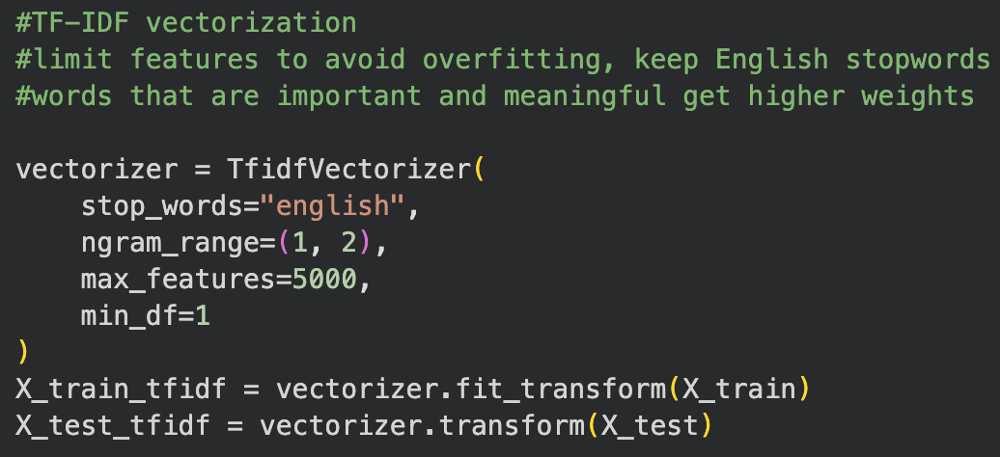 #TF-IDF vectorization
#limit features to avoid overfitting, keep English stopwords
#words that are important and meaningful get higher weights

vectorizer = TfidfVectorizer(
    stop_words="english",
    ngram_range=(1, 2),
    max_features=5000,
    min_df=1
)
X_train_tfidf = vectorizer.fit_transform(X_train)
X_test_tfidf = vectorizer.transform(X_test)